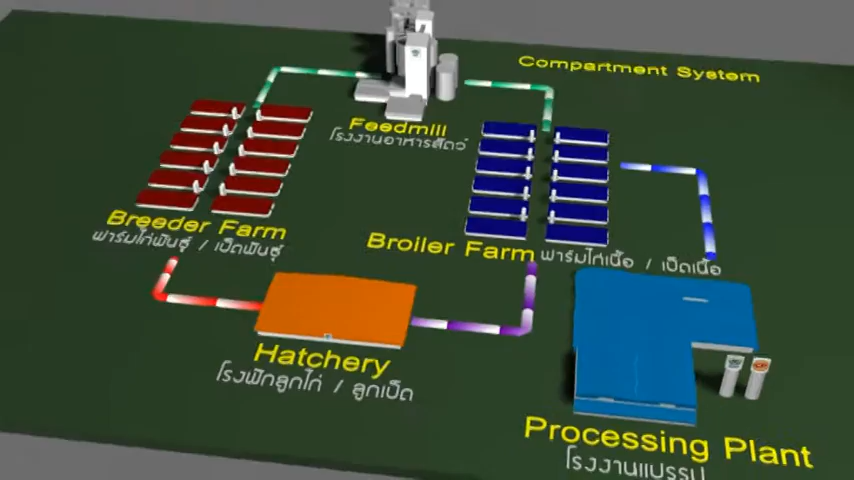 Compartment System
Feedmill
โรงงานอาหารสัตว์
Breeder Farm
ฟาร์มไก่พันธุ์ / เป็ดพันธุ์
Broiler Farm ฟาร์มไก่เนื้อ / เป็ดเนื้อ
Hatchery
โรงฟักลูกไก่ / ลูกเป็ด
Processing Plant
โรงงานแปรรูป